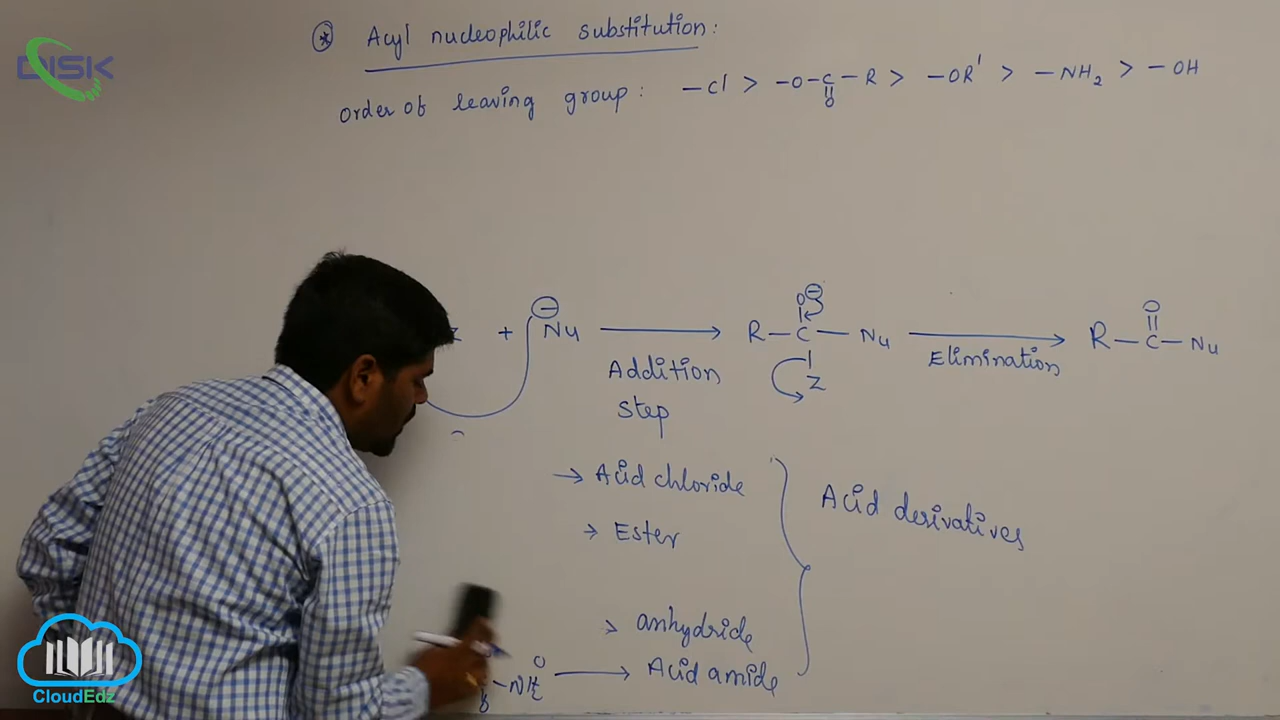 DISK
* Acyl nucleophilic substitution:
order of leaving group: -Cl > -O-C-R > -OR' > -NH2 > -OH
O
z + Nu → R-C-Nu → R-C-Nu
O⊖ O
Addition Elimination
Z
step
→ Acid chloride
Acid derivatives
→ Ester
> anhydride
-NH2 → Acid amide
CloudEdz